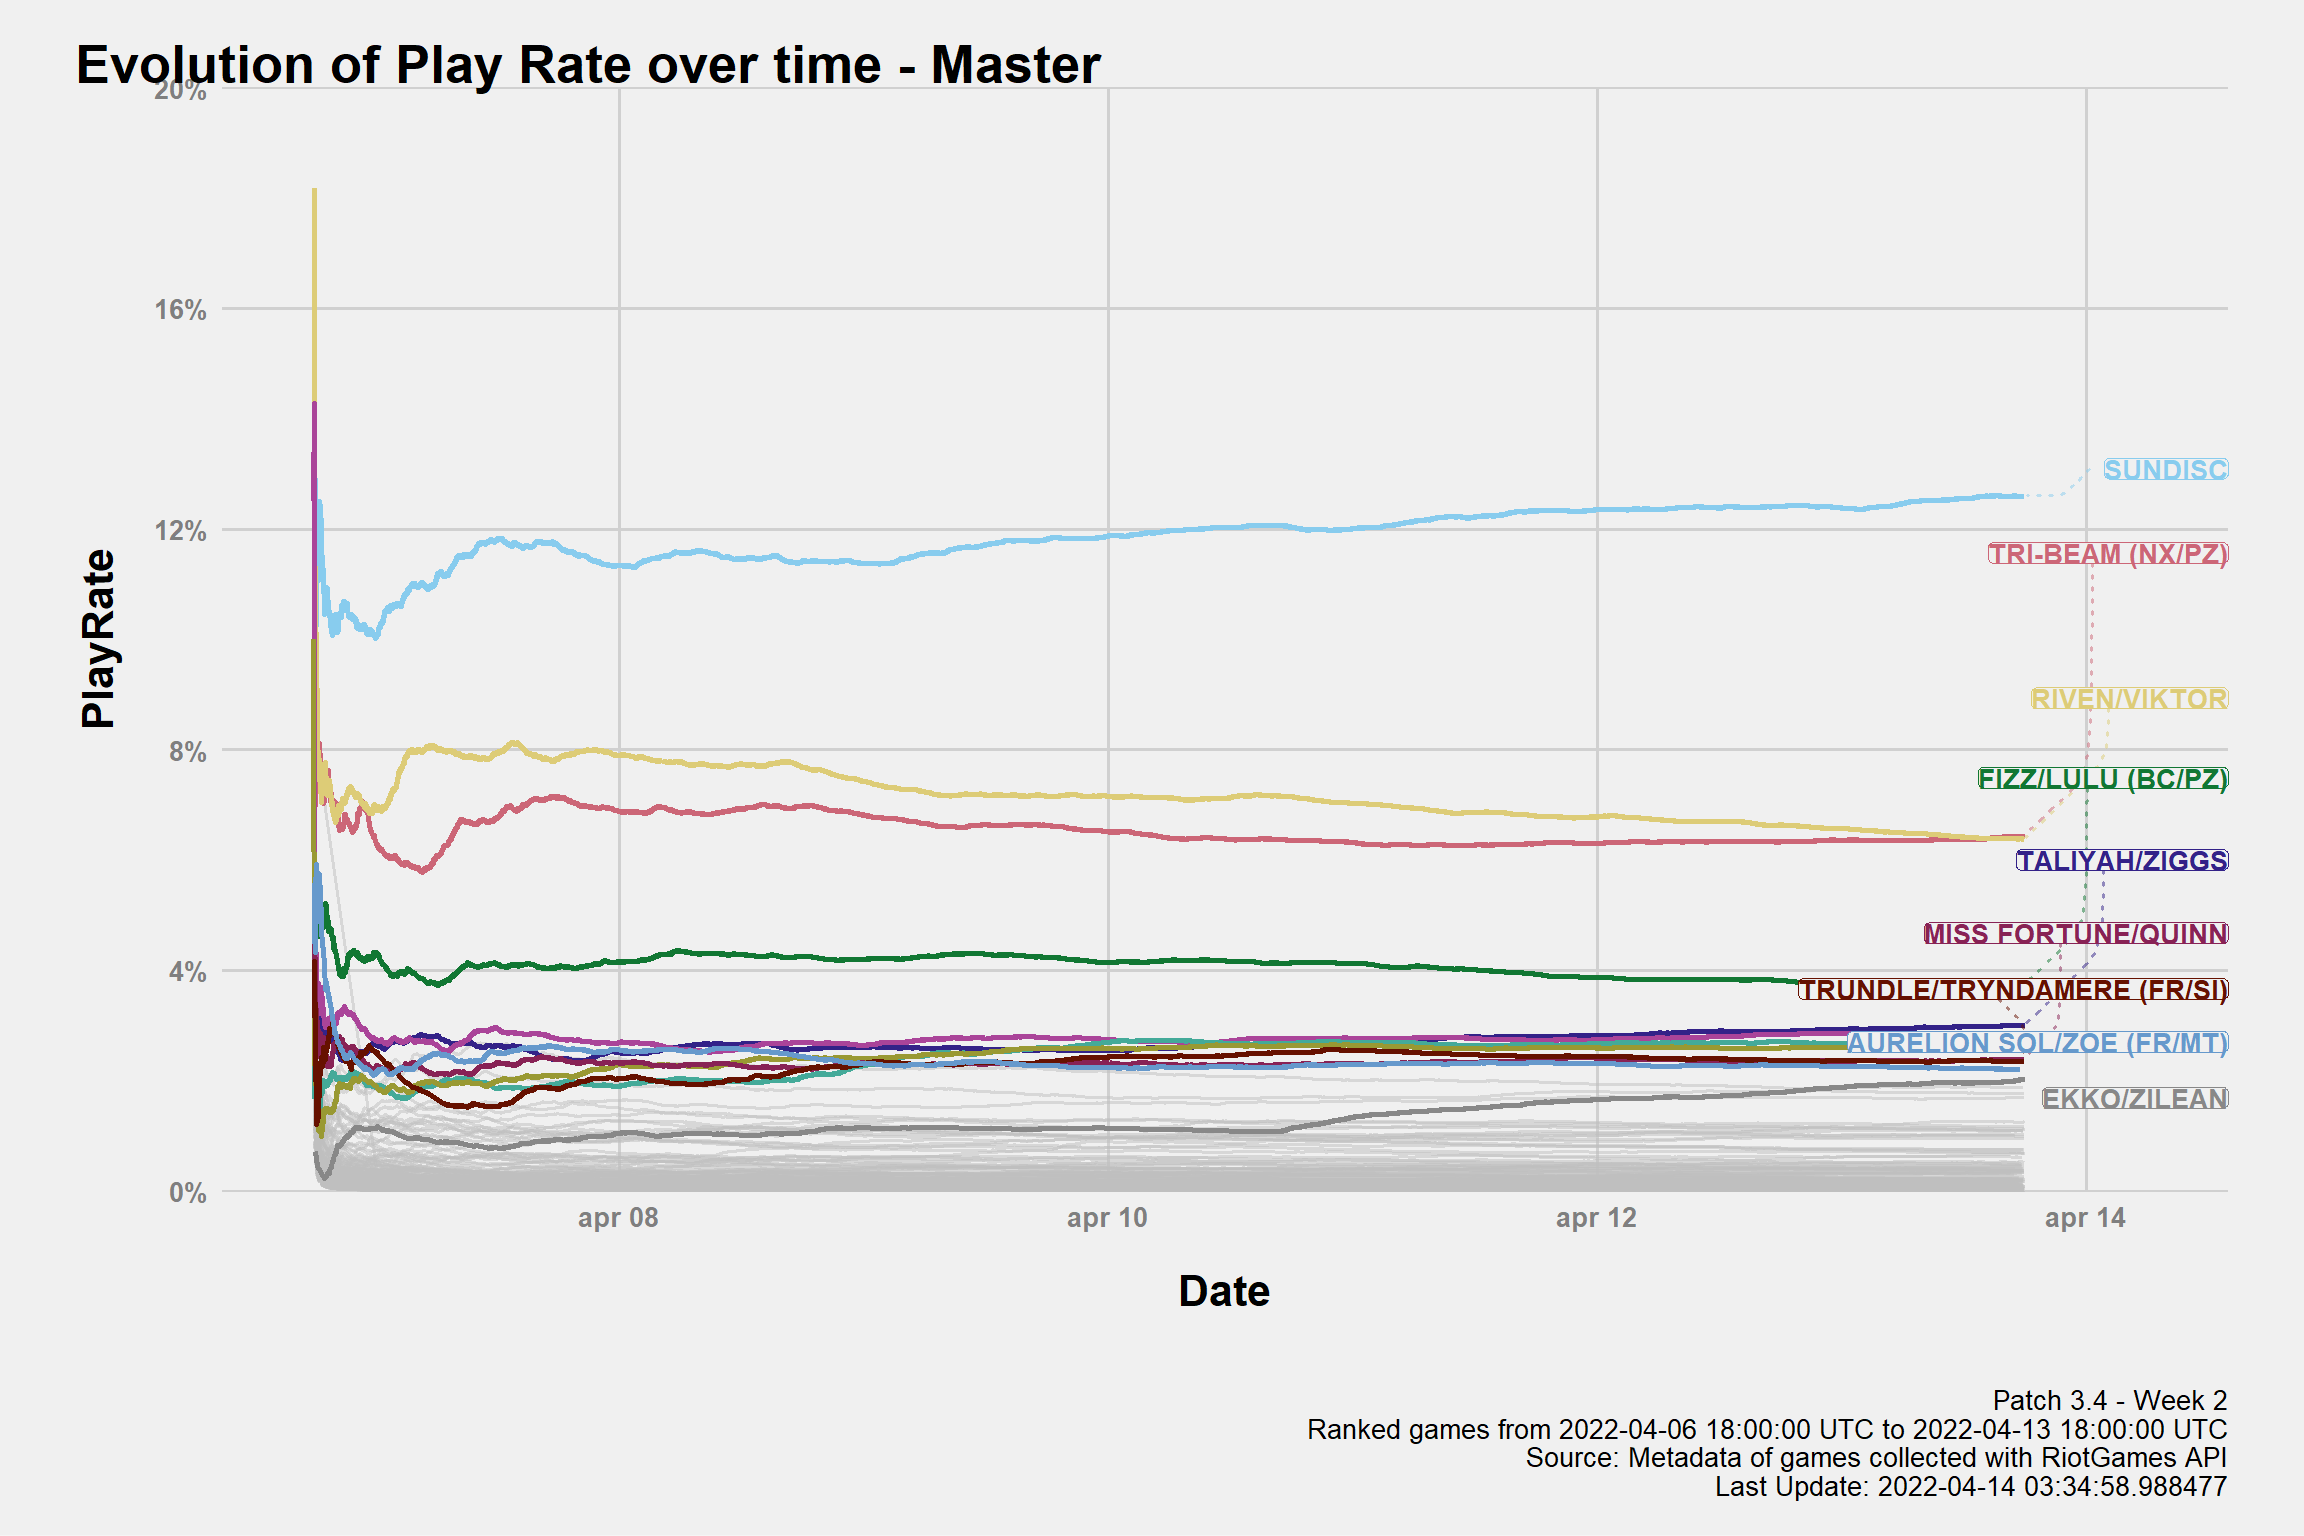 Evolution of Play Rate over time - Master
20%
16%
12%
8%
4%
0%
PlayRate
SUNDISC
TRI-BEAM (NX/PZ)
RIVEN/VIKTOR
FIZZ/LULU (BC/PZ)
TALIYAH/ZIGGS
MISS FORTUNE/QUINN
TRUNDLE/TRYNDAMERE (FR/SI)
AURELION SOL/ZOE (FR/MT)
EKKO/ZILEAN
apr 08
apr 10
apr 12
apr 14
Date
Patch 3.4 - Week 2
Ranked games from 2022-04-06 18:00:00 UTC to 2022-04-13 18:00:00 UTC
Source: Metadata of games collected with RiotGames API
Last Update: 2022-04-14 03:34:58.988477